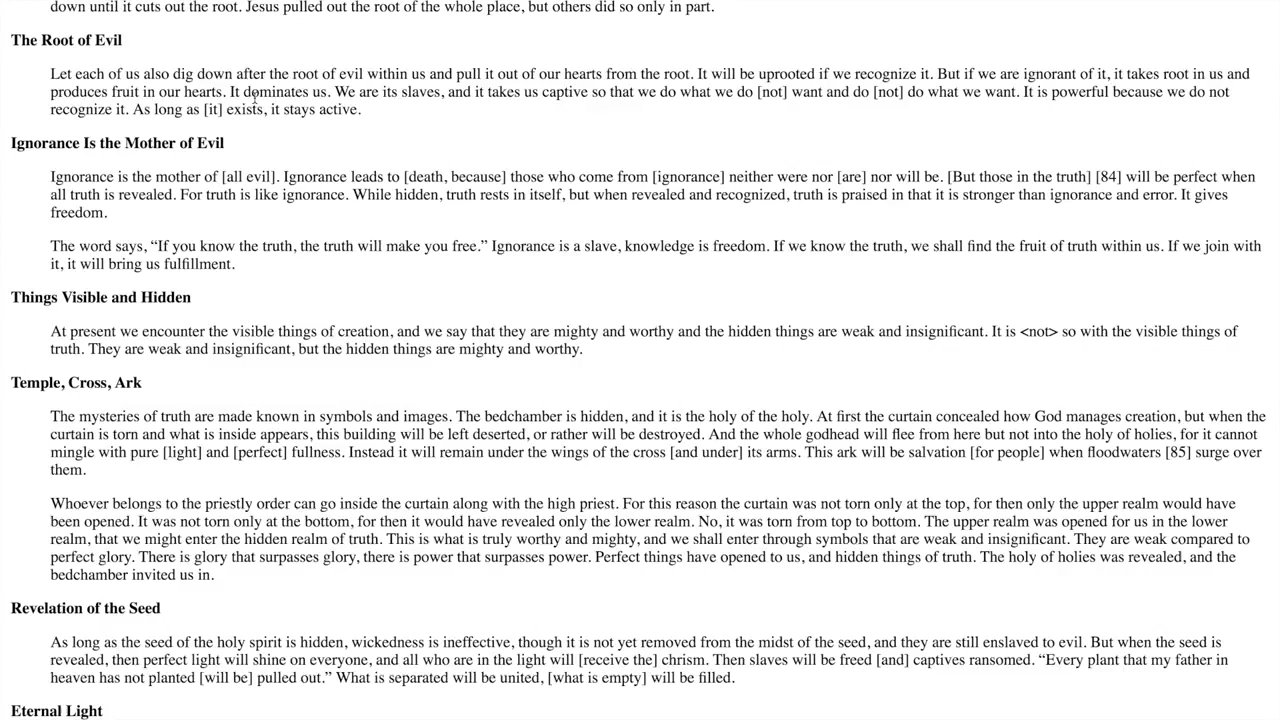 down until it cuts out the root. Jesus pulled out the root of the whole place, but others did so only in part.
The Root of Evil
Let each of us also dig down after the root of evil within us and pull it out of our hearts from the root. It will be uprooted if we recognize it. But if we are ignorant of it, it takes root in us and
produces fruit in our hearts. It dominates us. We are its slaves, and it takes us captive so that we do what we do [not] want and do [not] do what we want. It is powerful because we do not
recognize it. As long as [it] exists, it stays active.
Ignorance Is the Mother of Evil
Ignorance is the mother of [all evil]. Ignorance leads to [death, because] those who come from [ignorance] neither were nor [are] nor will be. [But those in the truth] [84] will be perfect when
all truth is revealed. For truth is like ignorance. While hidden, truth rests in itself, but when revealed and recognized, truth is praised in that it is stronger than ignorance and error. It gives
freedom.
The word says, “If you know the truth, the truth will make you free.” Ignorance is a slave, knowledge is freedom. If we know the truth, we shall find the fruit of truth within us. If we join with
it, it will bring us fulfillment.
Things Visible and Hidden
At present we encounter the visible things of creation, and we say that they are mighty and worthy and the hidden things are weak and insignificant. It is <not> so with the visible things of
truth. They are weak and insignificant, but the hidden things are mighty and worthy.
Temple, Cross, Ark
The mysteries of truth are made known in symbols and images. The bedchamber is hidden, and it is the holy of the holy. At first the curtain concealed how God manages creation, but when the
curtain is torn and what is inside appears, this building will be left deserted, or rather will be destroyed. And the whole godhead will flee from here but not into the holy of holies, for it cannot
mingle with pure [light] and [perfect] fullness. Instead it will remain under the wings of the cross [and under] its arms. This ark will be salvation [for people] when floodwaters [85] surge over
them.
Whoever belongs to the priestly order can go inside the curtain along with the high priest. For this reason the curtain was not torn only at the top, for then only the upper realm would have
been opened. It was not torn only at the bottom, for then it would have revealed only the lower realm. No, it was torn from top to bottom. The upper realm was opened for us in the lower
realm, that we might enter the hidden realm of truth. This is what is truly worthy and mighty, and we shall enter through symbols that are weak and insignificant. They are weak compared to
perfect glory. There is glory that surpasses glory, there is power that surpasses power. Perfect things have opened to us, and hidden things of truth. The holy of holies was revealed, and the
bedchamber invited us in.
Revelation of the Seed
As long as the seed of the holy spirit is hidden, wickedness is ineffective, though it is not yet removed from the midst of the seed, and they are still enslaved to evil. But when the seed is
revealed, then perfect light will shine on everyone, and all who are in the light will [receive the] chrism. Then slaves will be freed [and] captives ransomed. “Every plant that my father in
heaven has not planted [will be] pulled out.” What is separated will be united, [what is empty] will be filled.
Eternal Light